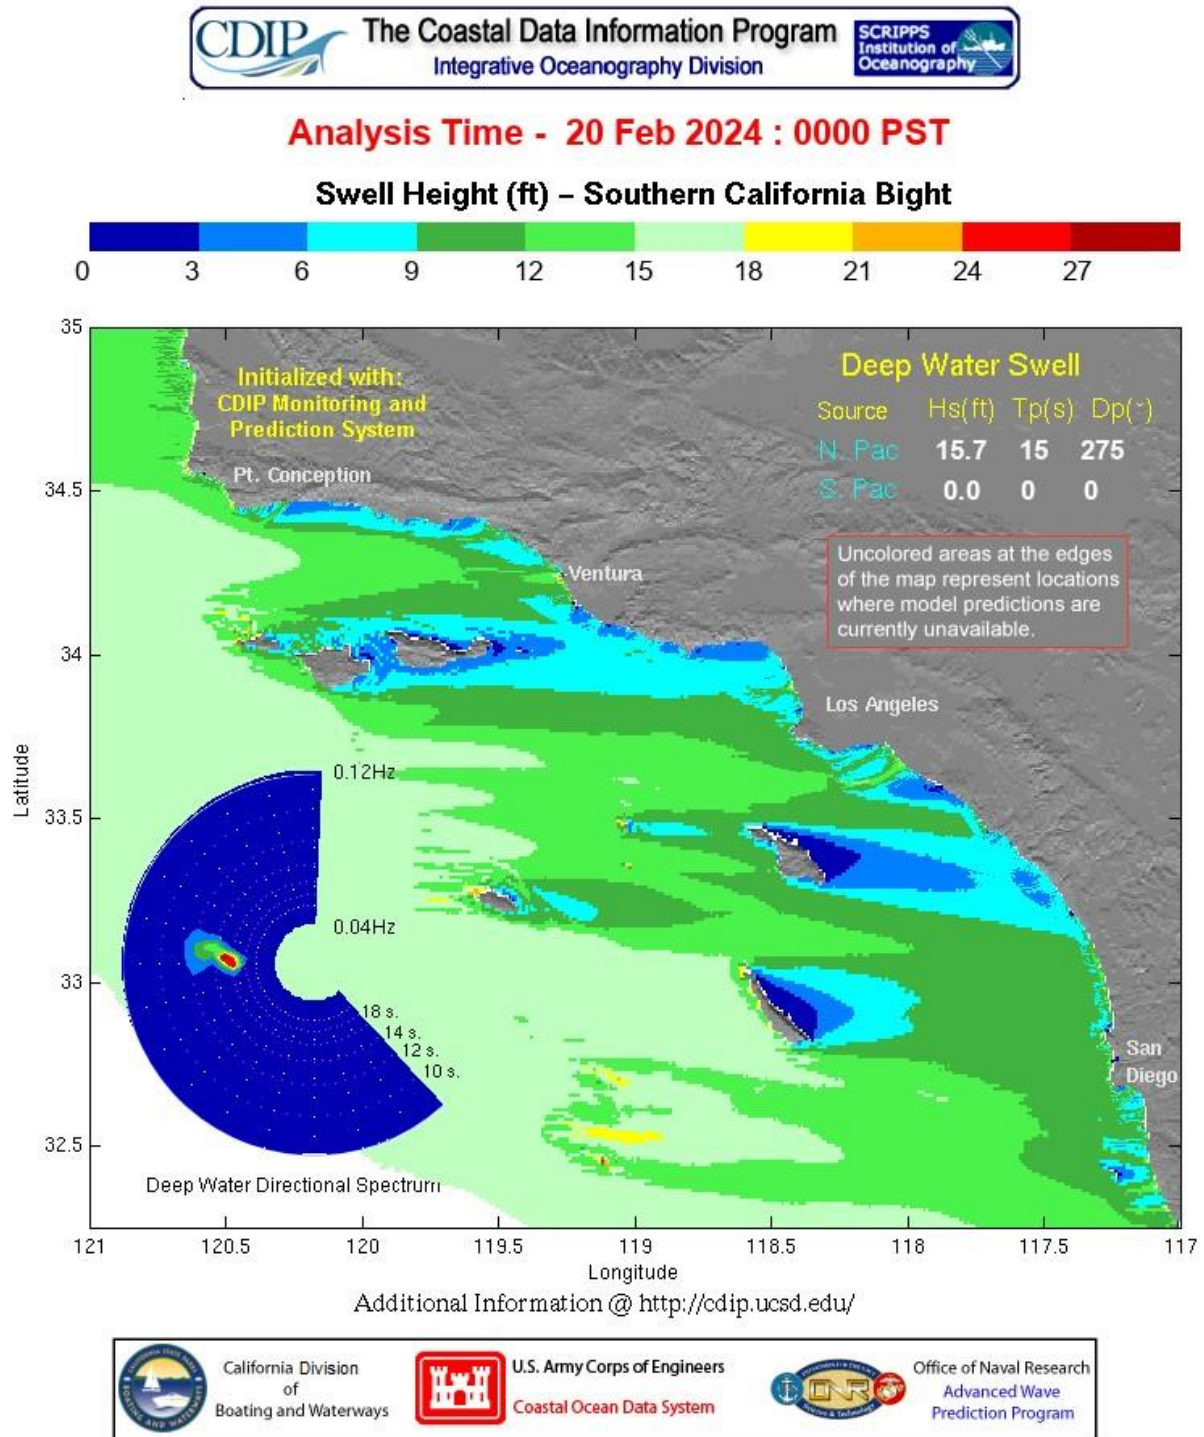 CDIP
The Coastal Data Information Program
Integrative Oceanography Division
SCRIPPS
Institution of
Oceanography
Analysis Time - 20 Feb 2024 : 0000 PST
Swell Height (ft) – Southern California Bight
0 3 6 9 12 15 18 21 24 27
35
34.5
34
33.5
33
32.5
Latitude
Initialized with:
CDIP Monitoring and
Prediction System
Pt. Conception
Deep Water Swell
Source Hs(ft) Tp(s) Dp(˜)
N. Pac 15.7 15 275
S. Pac 0.0 0 0
Uncolored areas at the edges
of the map represent locations
where model predictions are
currently unavailable.
Ventura
Los Angeles
San
Diego
0.12Hz
0.04Hz
18 s.
14 s.
12 s.
10 s.
Deep Water Directional Spectrum
121 120.5 120 119.5 119 118.5 118 117.5 117
Longitude
Additional Information @ http://cdip.ucsd.edu/
California Division
of
Boating and Waterways
U.S. Army Corps of Engineers
Coastal Ocean Data System
ONR
Office of Naval Research
Advanced Wave
Prediction Program